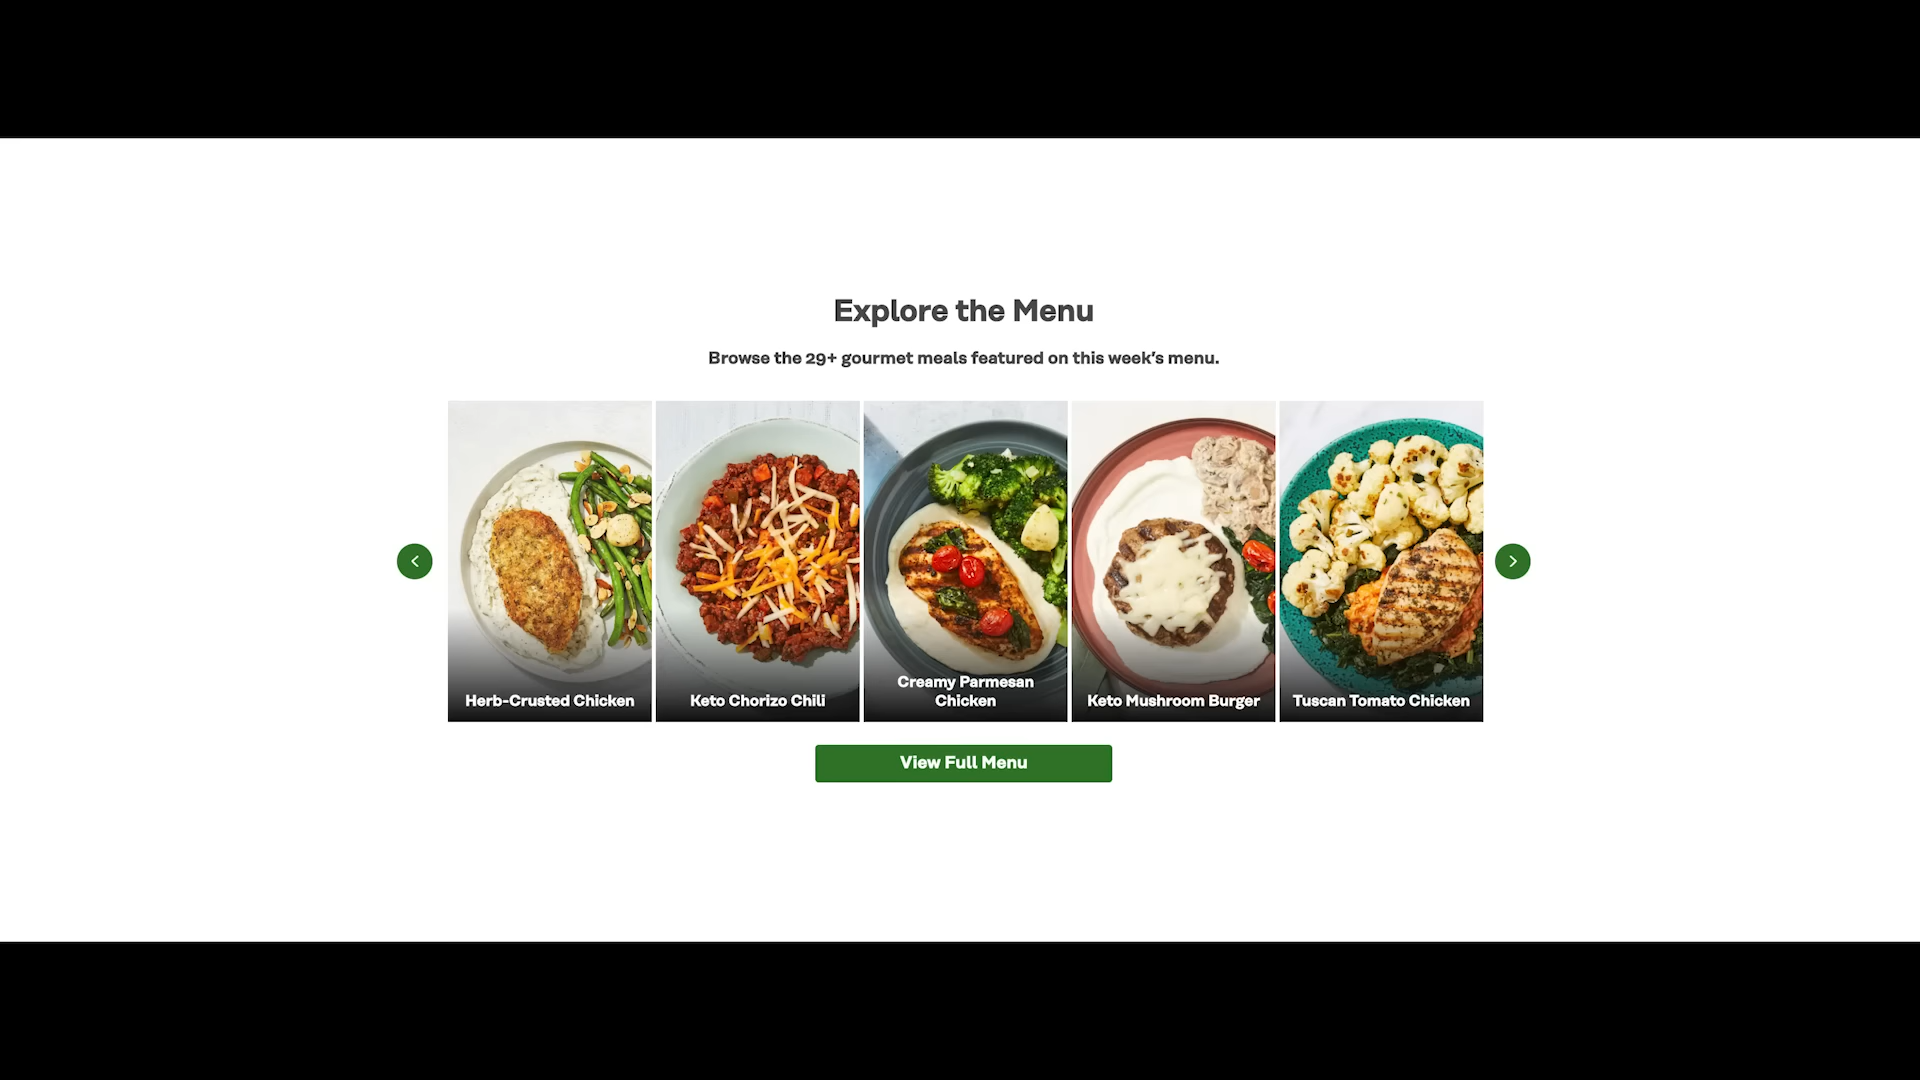 Explore the Menu
Browse the 29+ gourmet meals featured on this week's menu.
Herb-Crusted Chicken
Keto Chorizo Chili
Creamy Parmesan
Chicken
Keto Mushroom Burger
Tuscan Tomato Chicken
View Full Menu